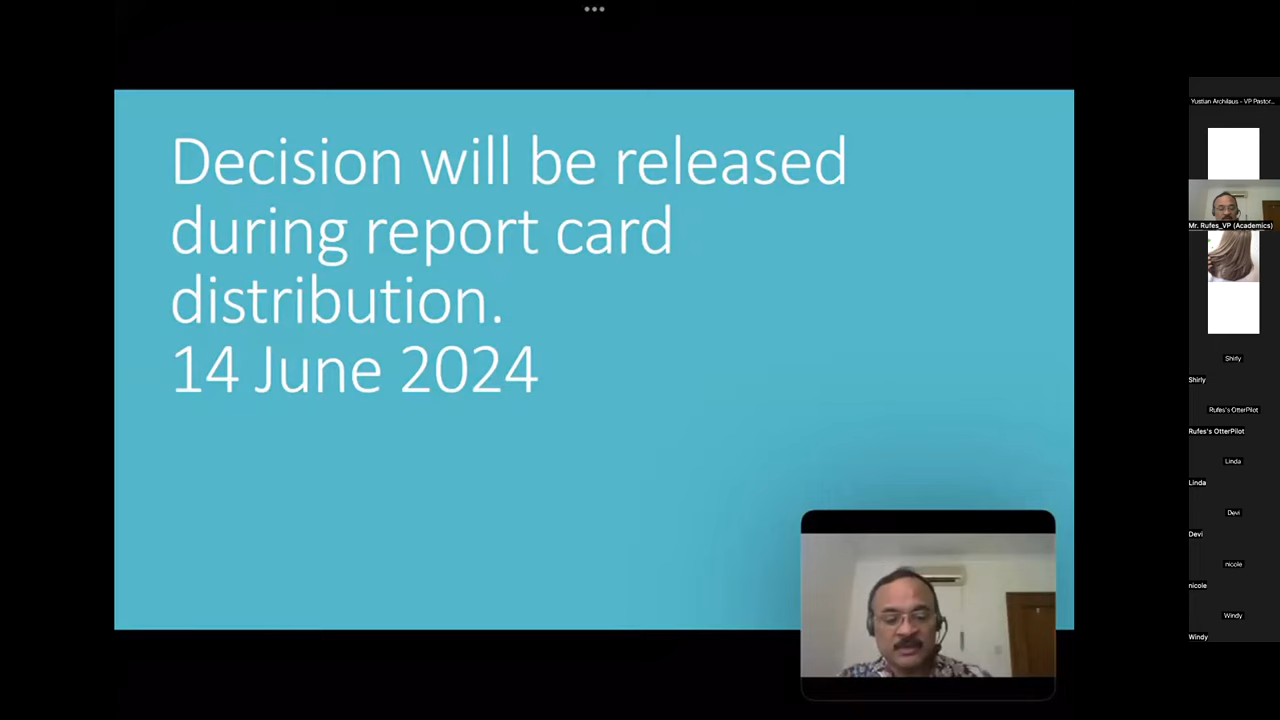 Decision will be released
during report card
distribution.
14 June 2024
Yustian Archilaus - VP Pastor...
Mr. Rufes_VP (Academics)
Shirly
Shirly
Rufes's OtterPilot
Rufes's OtterPilot
Linda
Linda
Devi
Devi
nicole
nicole
Windy
Windy